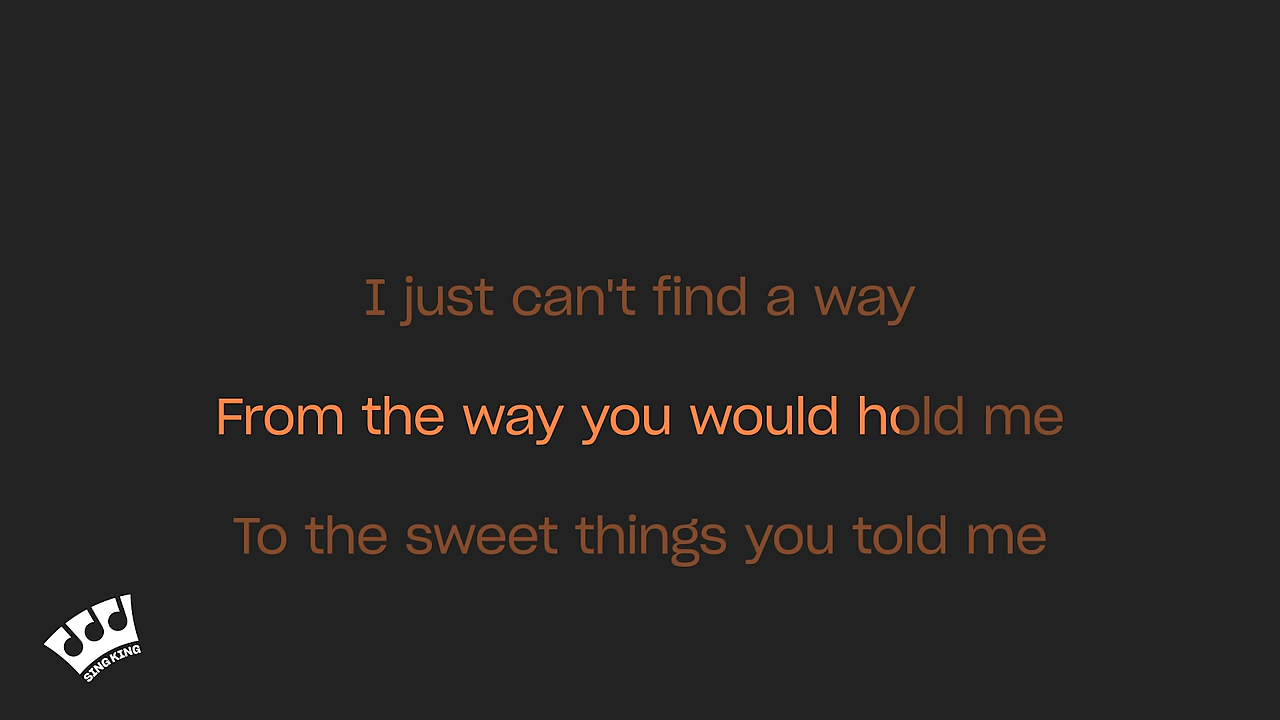 I just can't find a way
From the way you would hold me
To the sweet things you told me
SING KING